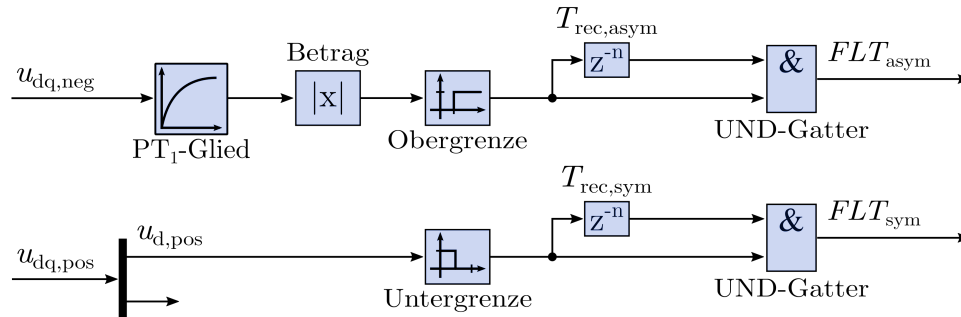 T_rec,asym
Betrag
u_dq,neg
|x|
z^-n
&
FLT_asym
Obergrenze
UND-Gatter
PT₁-Glied
T_rec,sym
u_d,pos
z^-n
&
FLT_sym
u_dq,pos
Untergrenze
UND-Gatter